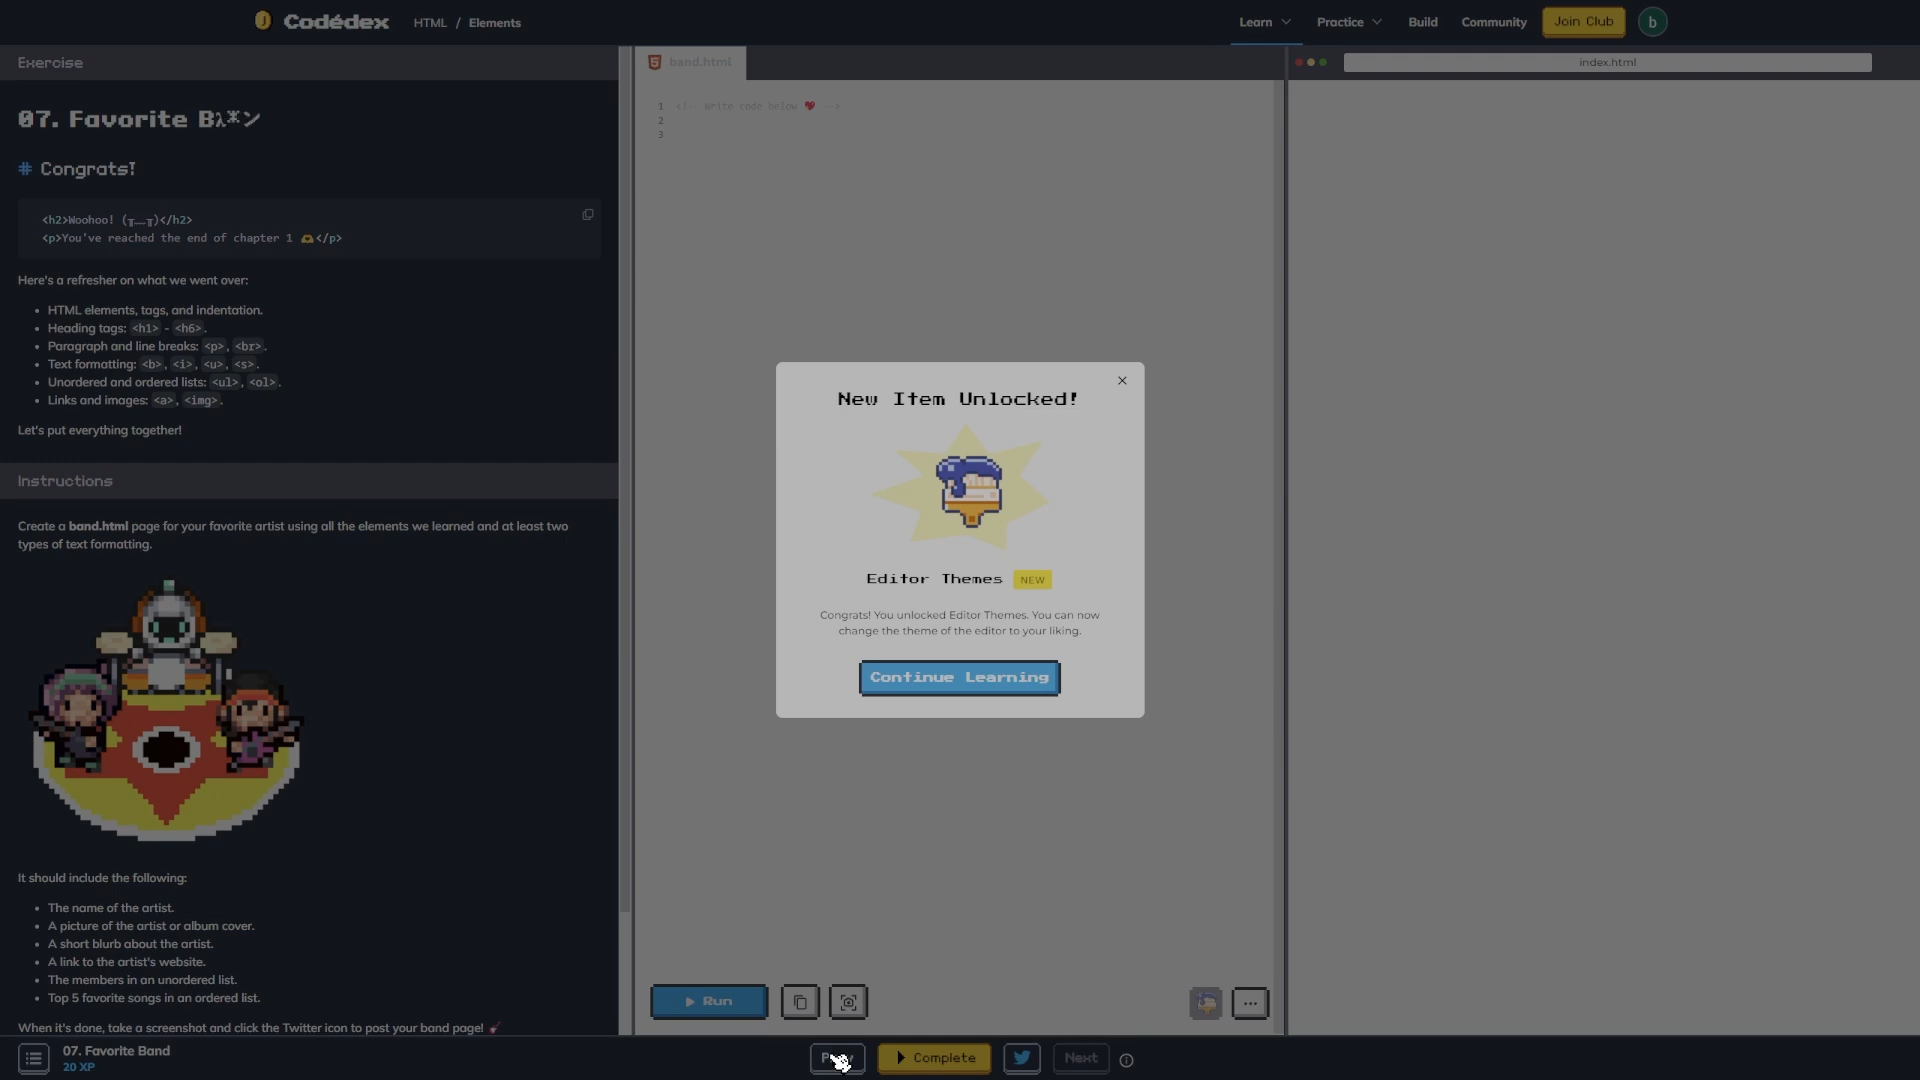 Codédex HTML / Elements Learn Practice Build Community Join Club b
Exercise
band.html
index.html
07. Favorite Bλ*ン
# Congrats!
<h2>Woohoo! (╥﹏╥)</h2>
<p>You've reached the end of chapter 1 🫶</p>
Here's a refresher on what we went over:
• HTML elements, tags, and indentation.
• Heading tags: <h1> - <h6>.
• Paragraph and line breaks: <p>, <br>.
• Text formatting: <b>, <i>, <u>, <s>.
• Unordered and ordered lists: <ul>, <ol>.
• Links and images: <a>, <img>.
Let's put everything together!
Instructions
Create a band.html page for your favorite artist using all the elements we learned and at least two
types of text formatting.
It should include the following:
• The name of the artist.
• A picture of the artist or album cover.
• A short blurb about the artist.
• A link to the artist's website.
• The members in an unordered list.
• Top 5 favorite songs in an ordered list.
When it's done, take a screenshot and click the Twitter icon to post your band page! 🎸
1 <!-- Write code below ❤️ -->
2
3
New Item Unlocked!
Editor Themes NEW
Congrats! You unlocked Editor Themes. You can now
change the theme of the editor to your liking.
Continue Learning
Run
07. Favorite Band
20 XP
Complete
Next